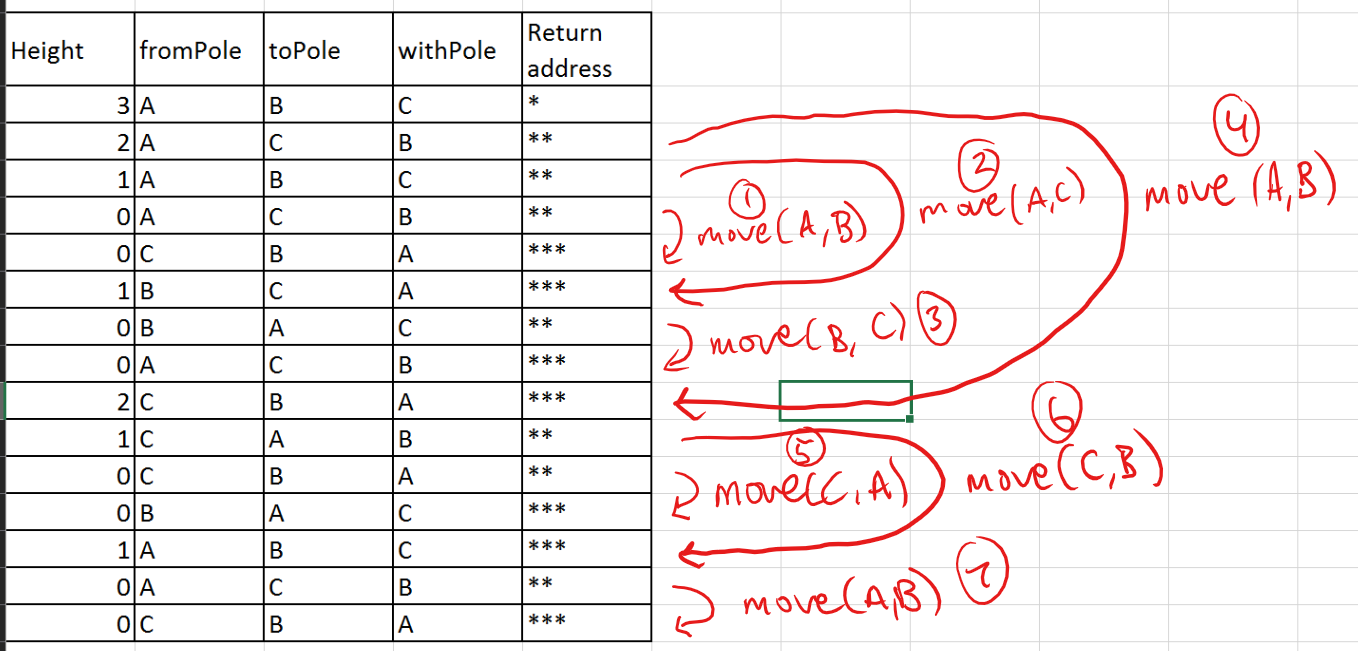 Height fromPole toPole withPole Return address
3 A B C *
2 A C B **
1 A B C **
0 A C B **
0 C B A ***
1 B C A ***
0 B A C **
0 A C B ***
2 C B A ***
1 C A B **
0 C B A **
0 B A C ***
1 A B C ***
0 A C B **
0 C B A ***
① move(A,B)
② move(A,C)
③ move(B,C)
④ move(A,B)
⑤ move(C,A)
⑥ move(C,B)
⑦ move(A,B)